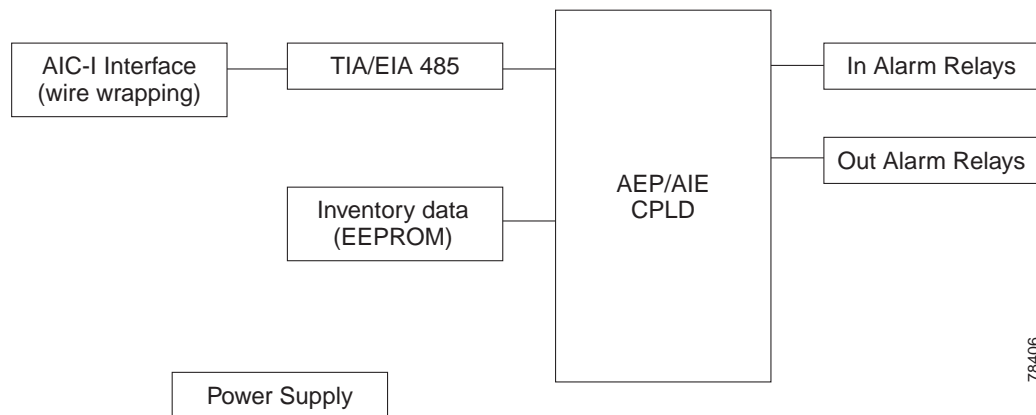 AIC-I Interface
(wire wrapping)
TIA/EIA 485
In Alarm Relays
Out Alarm Relays
AEP/AIE
CPLD
Inventory data
(EEPROM)
Power Supply
78406